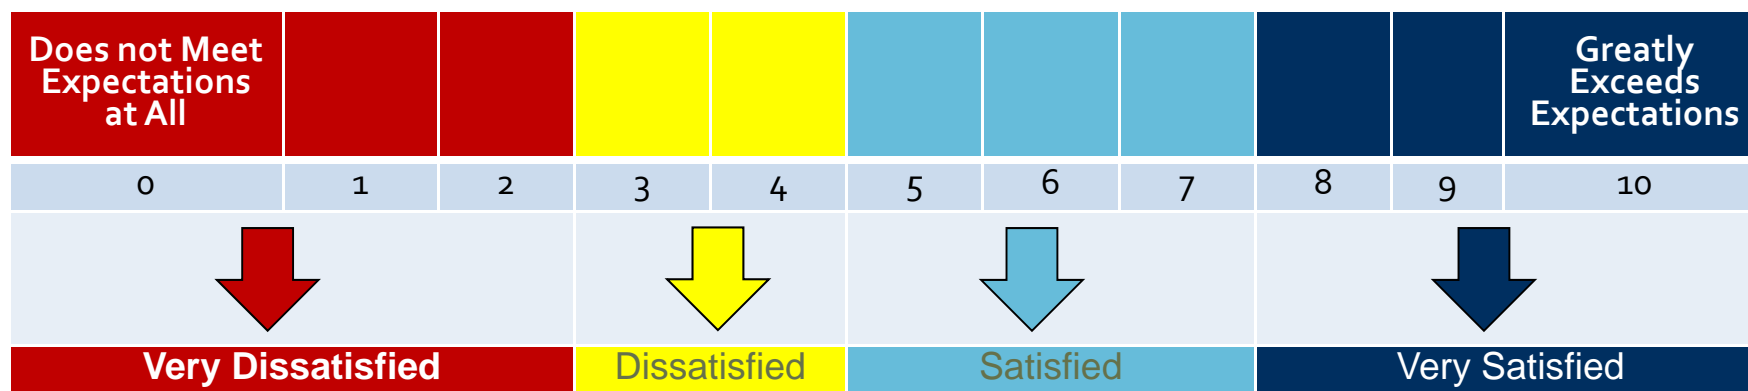 Does not Meet
Expectations
at All
Greatly
Exceeds
Expectations
0 1 2 3 4 5 6 7 8 9 10
Very Dissatisfied Dissatisfied Satisfied Very Satisfied